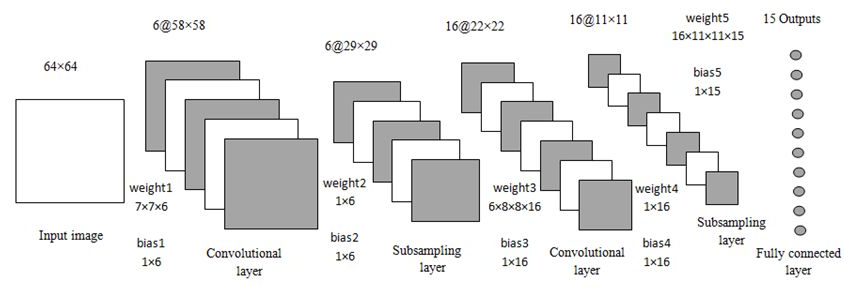 64×64
Input image
6@58×58
weight1
7×7×6
bias1
1×6
Convolutional
layer
6@29×29
weight2
1×6
bias2
1×6
Subsampling
layer
16@22×22
weight3
6×8×8×16
bias3
1×16
Convolutional
layer
16@11×11
weight4
1×16
bias4
1×16
Subsampling
layer
weight5
16×11×11×15
bias5
1×15
15 Outputs
Fully connected
layer